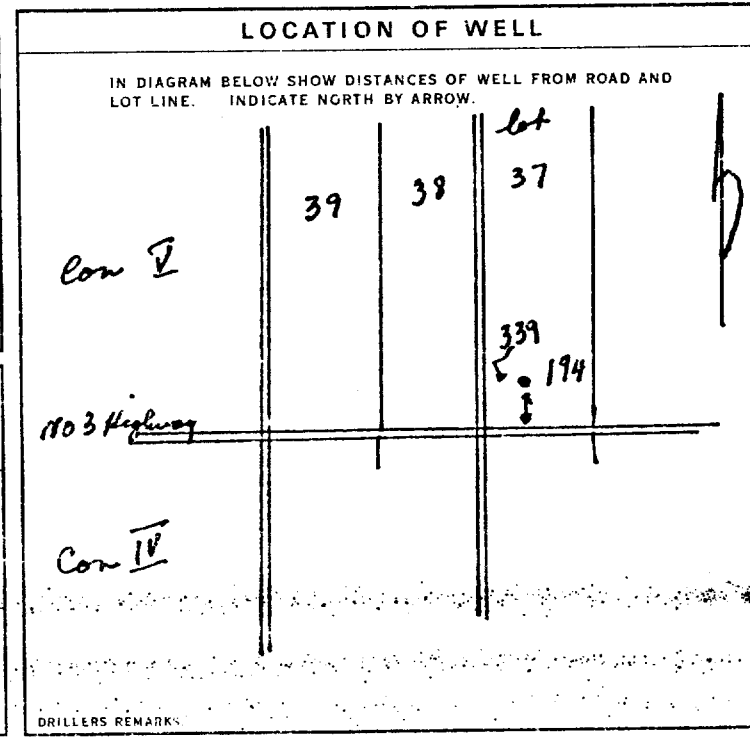 LOCATION OF WELL
IN DIAGRAM BELOW SHOW DISTANCES OF WELL FROM ROAD AND
LOT LINE. INDICATE NORTH BY ARROW.
lot
39 38 37
Con V
339
194
NO 3 Highway
Con IV
DRILLERS REMARKS